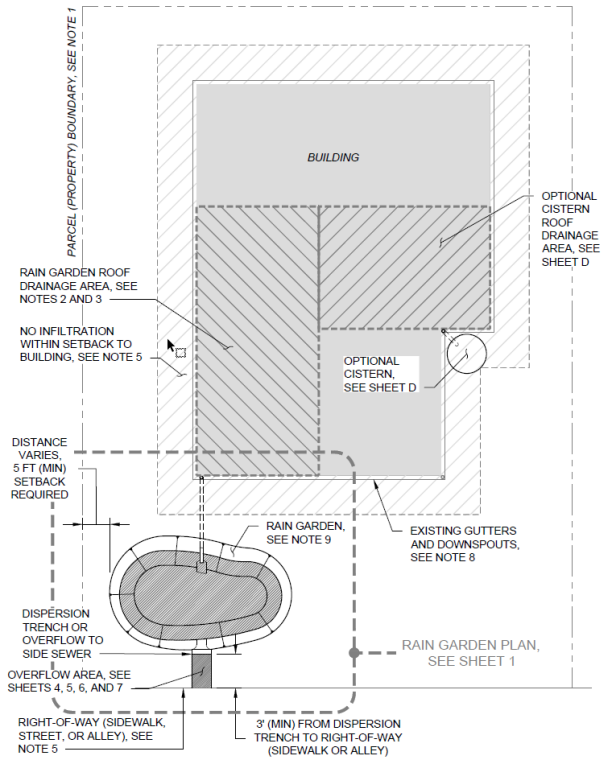 PARCEL (PROPERTY) BOUNDARY, SEE NOTE 1
BUILDING
OPTIONAL
CISTERN
ROOF
DRAINAGE
AREA, SEE
SHEET D
RAIN GARDEN ROOF
DRAINAGE AREA, SEE
NOTES 2 AND 3
NO INFILTRATION
WITHIN SETBACK TO
BUILDING, SEE NOTE 5
OPTIONAL
CISTERN,
SEE SHEET D
DISTANCE
VARIES,
5 FT (MIN)
SETBACK
REQUIRED
RAIN GARDEN,
SEE NOTE 9
EXISTING GUTTERS
AND DOWNSPOUTS,
SEE NOTE 8
DISPERSION
TRENCH OR
OVERFLOW TO
SIDE SEWER
RAIN GARDEN PLAN,
SEE SHEET 1
OVERFLOW AREA, SEE
SHEETS 4, 5, 6, AND 7
RIGHT-OF-WAY (SIDEWALK,
STREET, OR ALLEY), SEE
NOTE 5
3' (MIN) FROM DISPERSION
TRENCH TO RIGHT-OF-WAY
(SIDEWALK OR ALLEY)